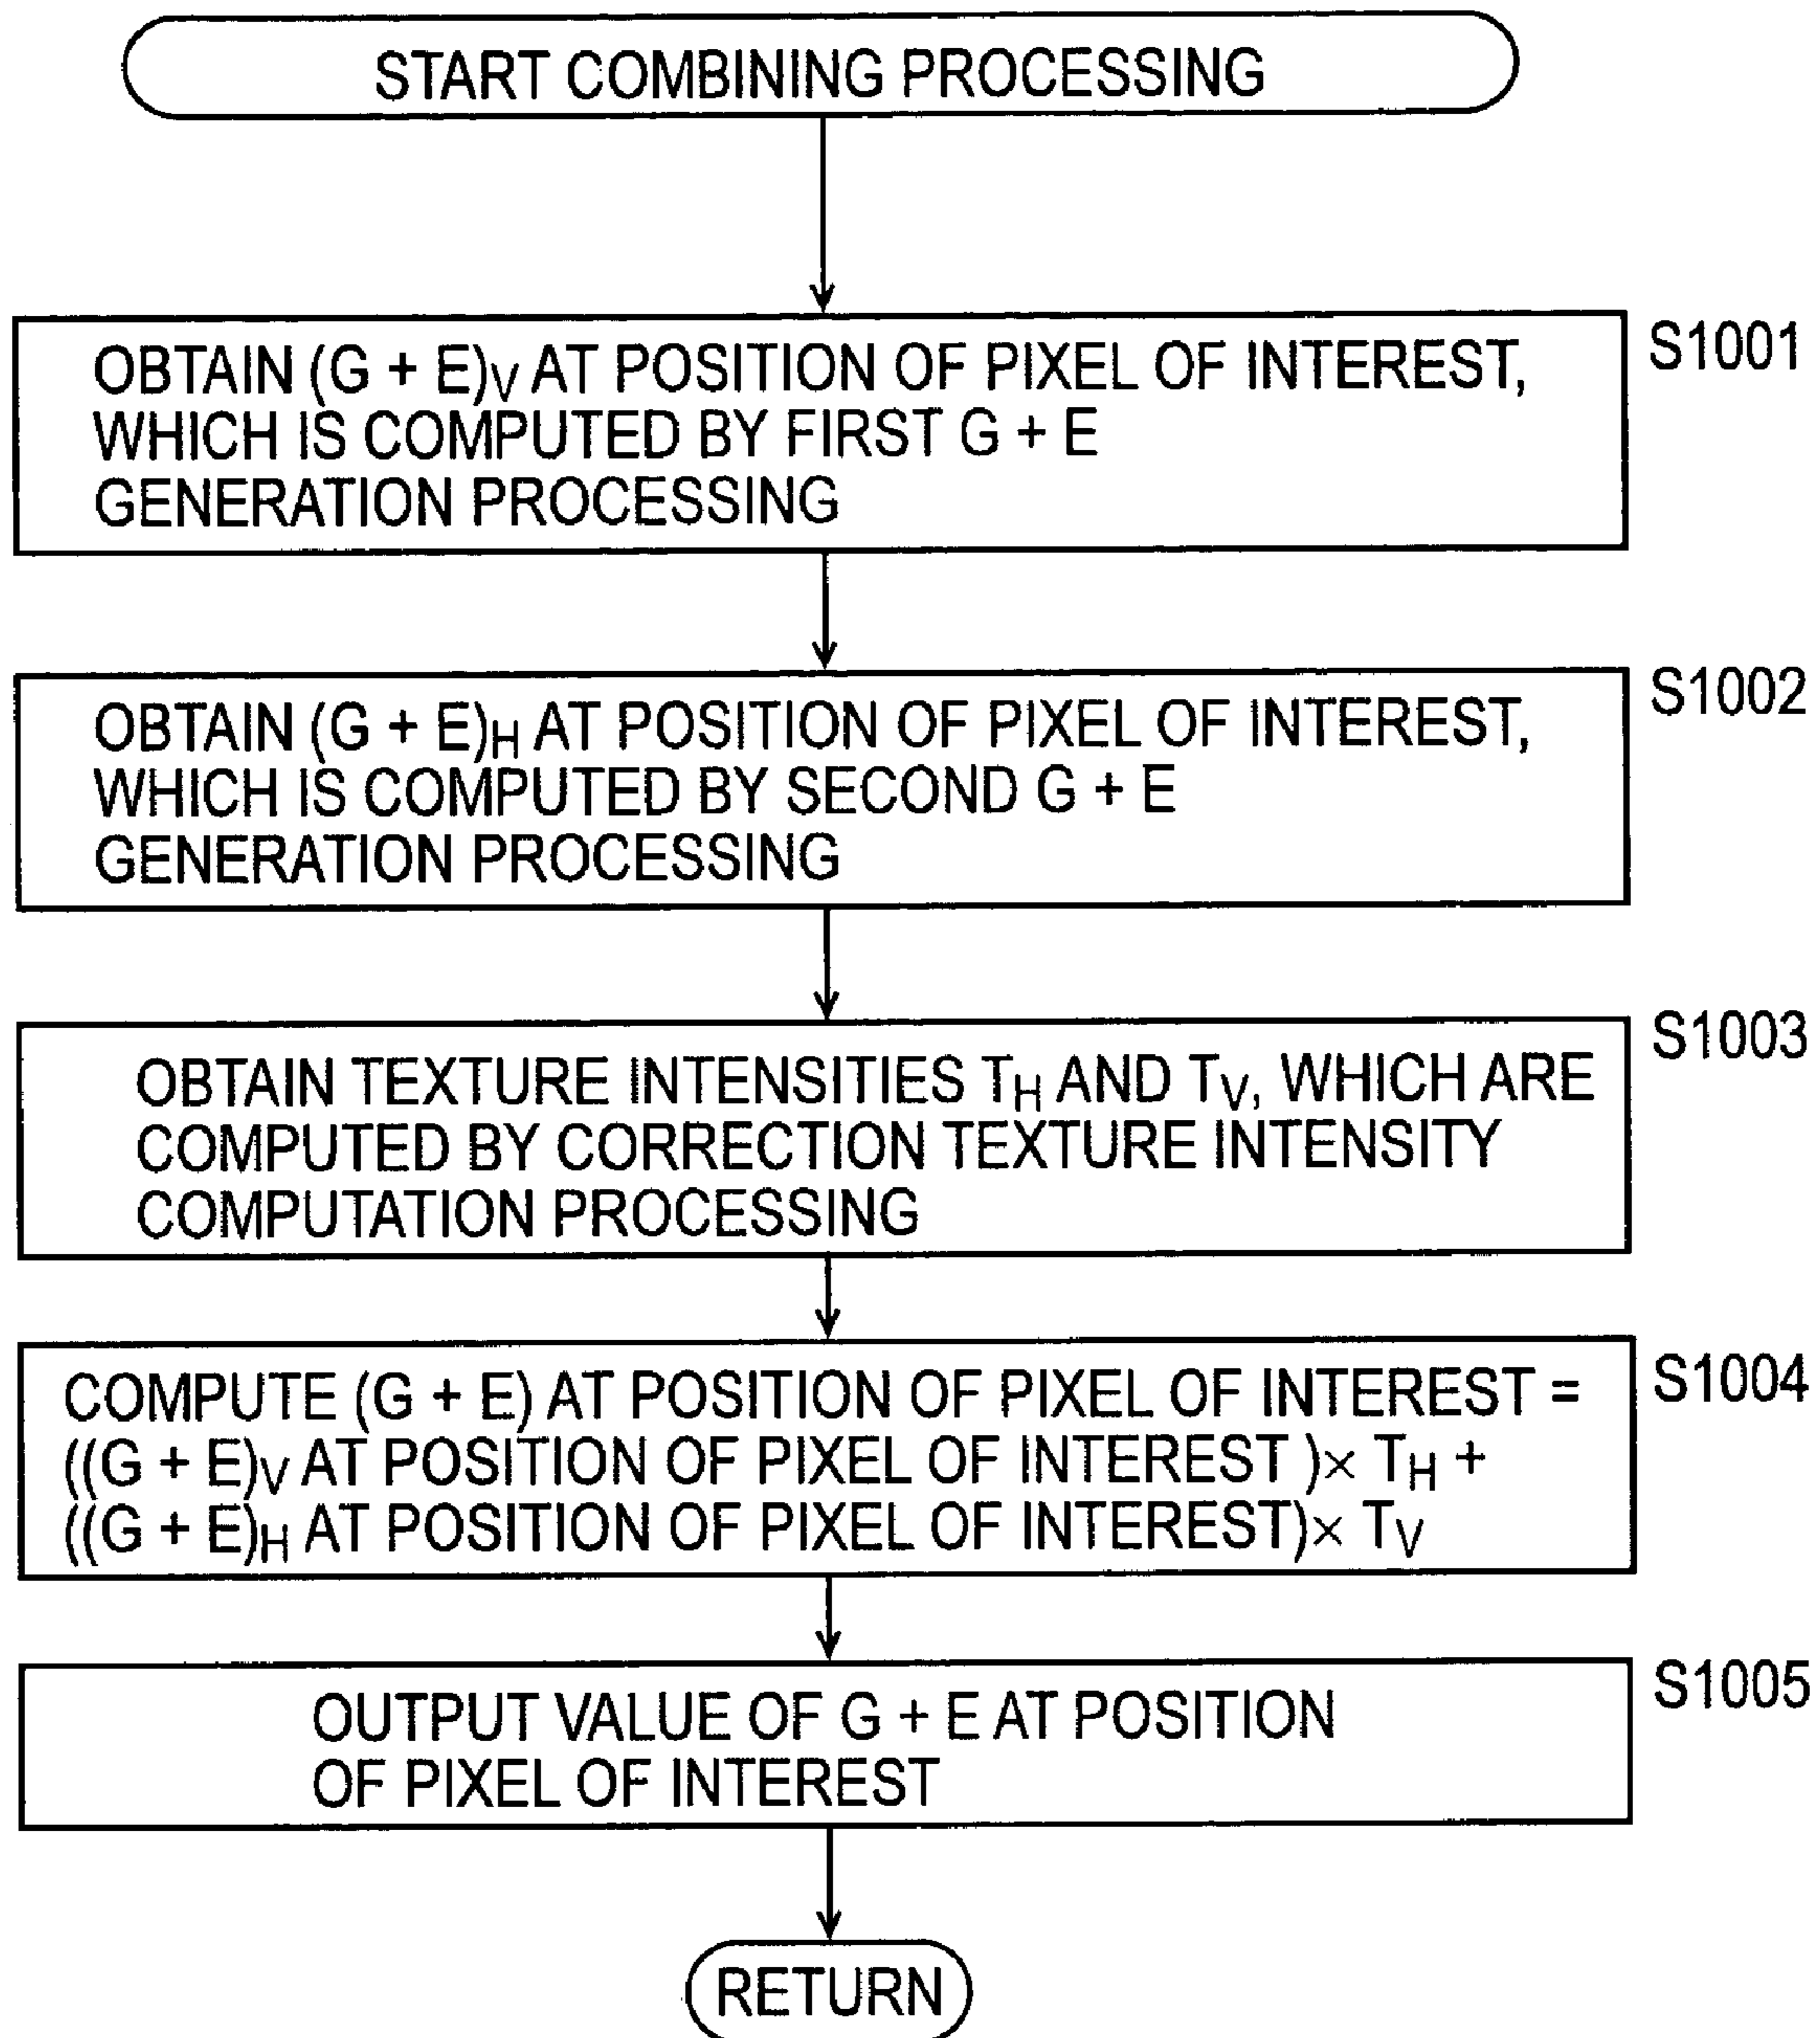 START COMBINING PROCESSING
OBTAIN (G + E)V AT POSITION OF PIXEL OF INTEREST,
WHICH IS COMPUTED BY FIRST G + E
GENERATION PROCESSING
S1001
OBTAIN (G + E)H AT POSITION OF PIXEL OF INTEREST,
WHICH IS COMPUTED BY SECOND G + E
GENERATION PROCESSING
S1002
OBTAIN TEXTURE INTENSITIES TH AND TV, WHICH ARE
COMPUTED BY CORRECTION TEXTURE INTENSITY
COMPUTATION PROCESSING
S1003
COMPUTE (G + E) AT POSITION OF PIXEL OF INTEREST =
((G + E)V AT POSITION OF PIXEL OF INTEREST )× TH +
((G + E)H AT POSITION OF PIXEL OF INTEREST)× TV
S1004
OUTPUT VALUE OF G + E AT POSITION
OF PIXEL OF INTEREST
S1005
RETURN